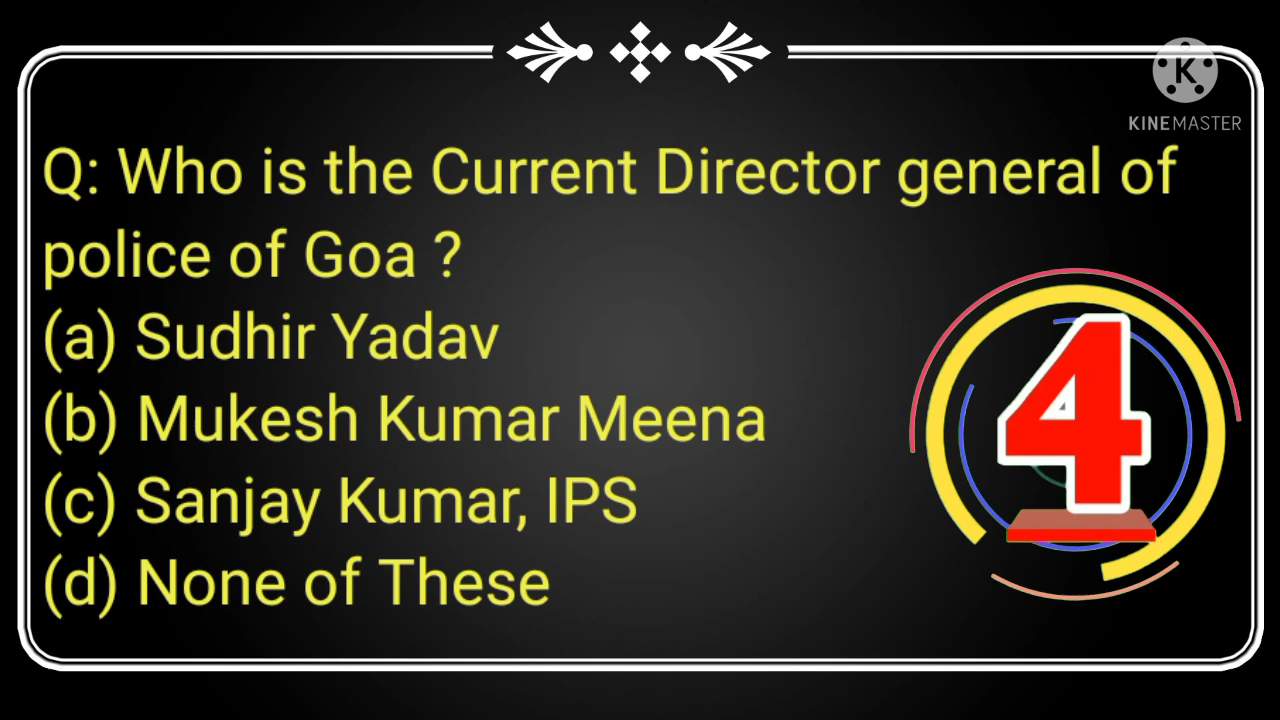 K
KINEMASTER
Q: Who is the Current Director general of
police of Goa ?
(a) Sudhir Yadav
(b) Mukesh Kumar Meena
(c) Sanjay Kumar, IPS
(d) None of These
4